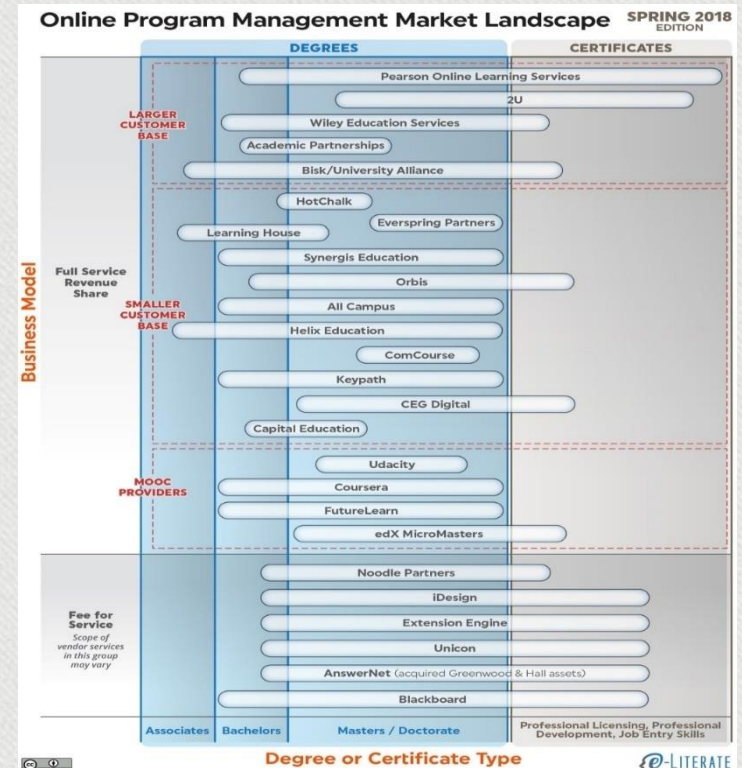 Online Program Management Market Landscape
SPRING 2018
EDITION
DEGREES
CERTIFICATES
Business Model
Full Service
Revenue
Share
LARGER
CUSTOMER
BASE
Pearson Online Learning Services
2U
Wiley Education Services
Academic Partnerships
Bisk/University Alliance
SMALLER
CUSTOMER
BASE
HotChalk
Everspring Partners
Learning House
Synergis Education
Orbis
All Campus
Helix Education
ComCourse
Keypath
CEG Digital
Capital Education
MOOC
PROVIDERS
Udacity
Coursera
FutureLearn
edX MicroMasters
Fee for
Service
Scope of
vendor services
in this group
may vary
Noodle Partners
iDesign
Extension Engine
Unicon
AnswerNet (acquired Greenwood & Hall assets)
Blackboard
Associates
Bachelors
Masters / Doctorate
Professional Licensing, Professional
Development, Job Entry Skills
Degree or Certificate Type
e-LITERATE